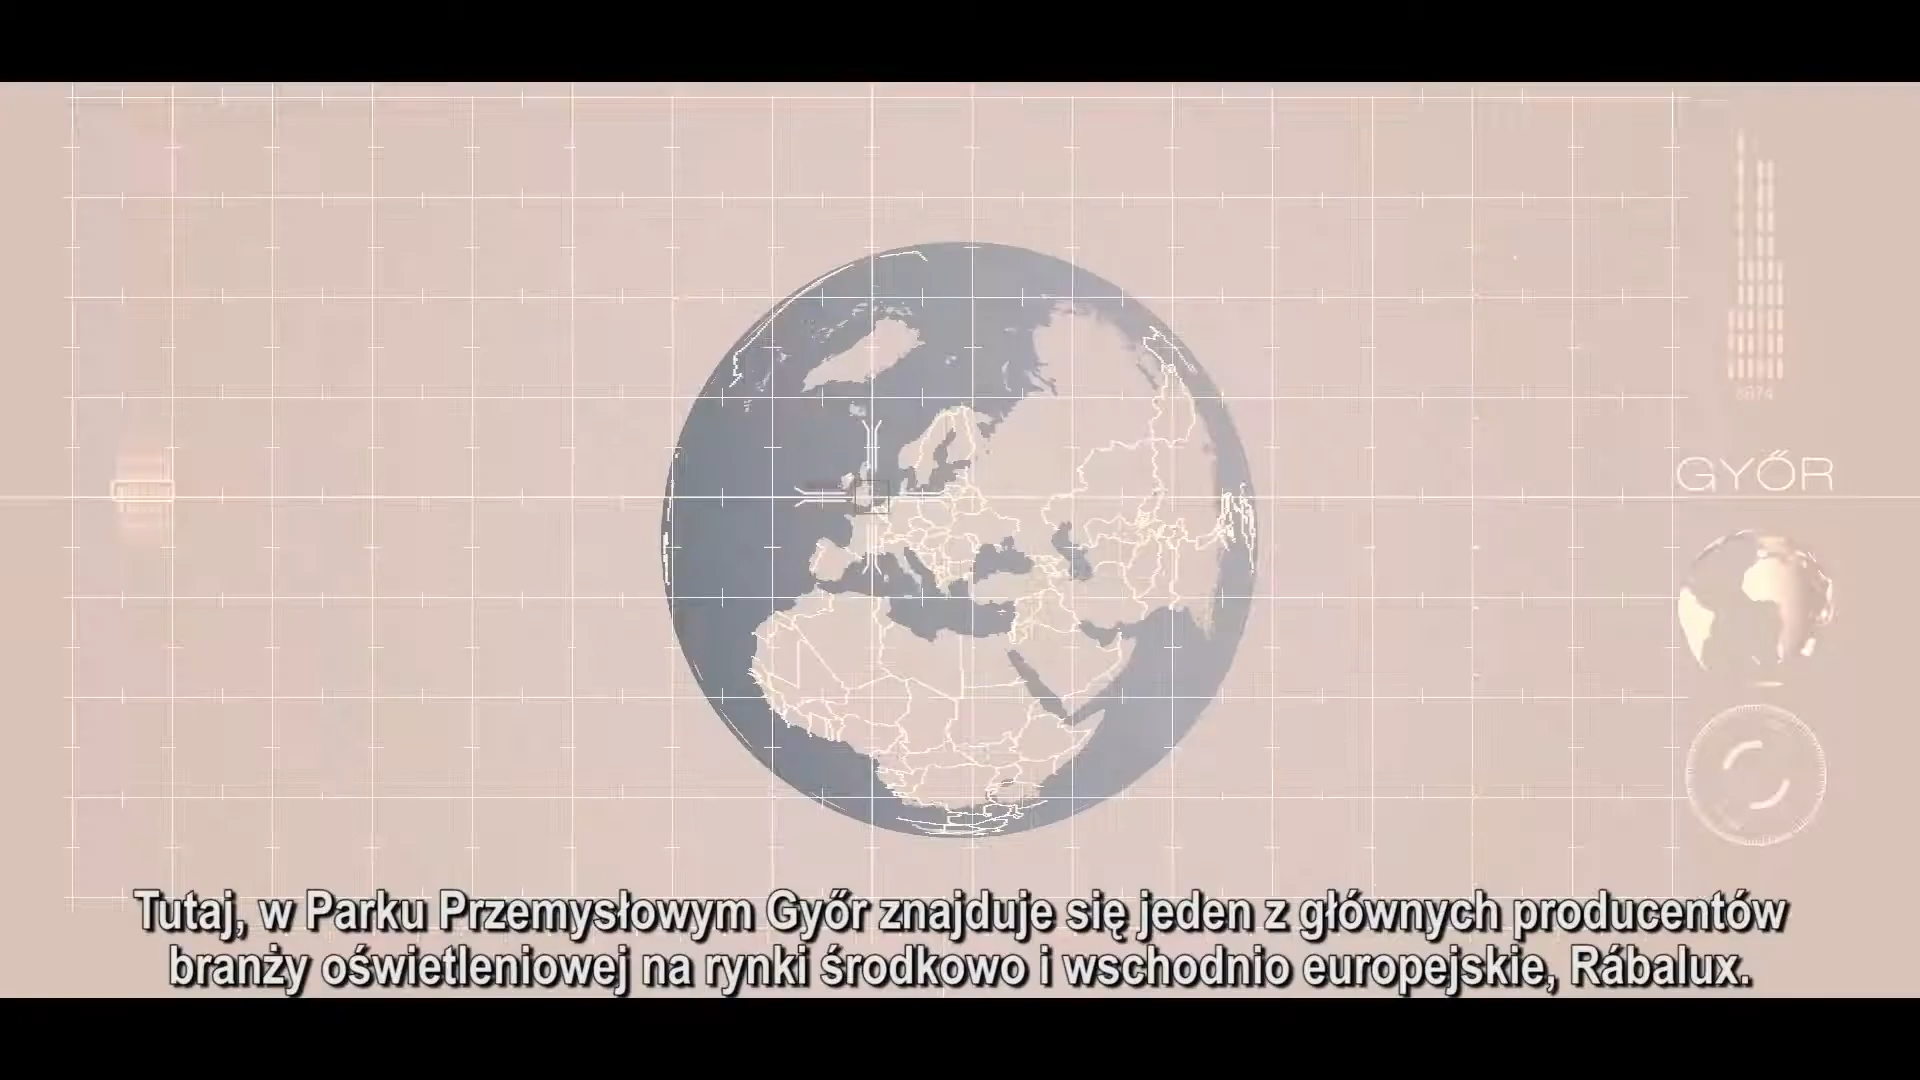 GYŐR
Tutaj, w Parku Przemysłowym Győr znajduje się jeden z głównych producentów
branży oświetleniowej na rynki środkowo i wschodnio europejskie, Rábalux.